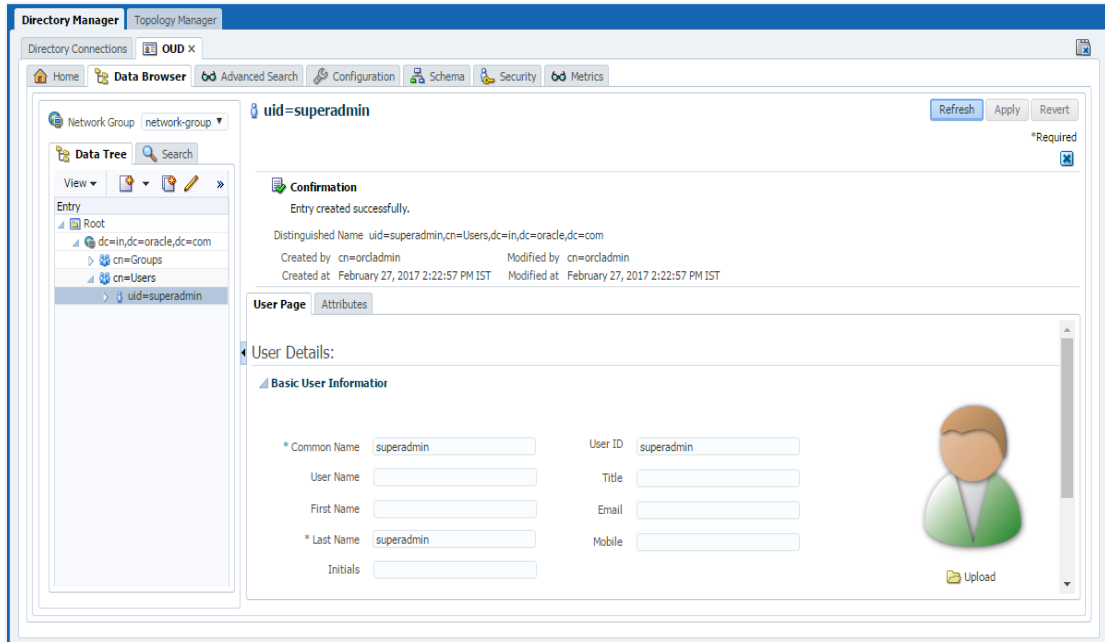 Directory Manager Topology Manager
Directory Connections OUD ×
Home Data Browser Advanced Search Configuration Schema Security Metrics
Network Group network-group
Data Tree Search
View »
Entry
Root
dc=in,dc=oracle,dc=com
cn=Groups
cn=Users
uid=superadmin
uid=superadmin
Refresh Apply Revert
*Required
Confirmation
Entry created successfully.
Distinguished Name uid=superadmin,cn=Users,dc=in,dc=oracle,dc=com
Created by cn=orcladmin Modified by cn=orcladmin
Created at February 27, 2017 2:22:57 PM IST Modified at February 27, 2017 2:22:57 PM IST
User Page Attributes
User Details:
Basic User Information
* Common Name superadmin User ID superadmin
User Name Title
First Name Email
* Last Name superadmin Mobile
Initials
Upload